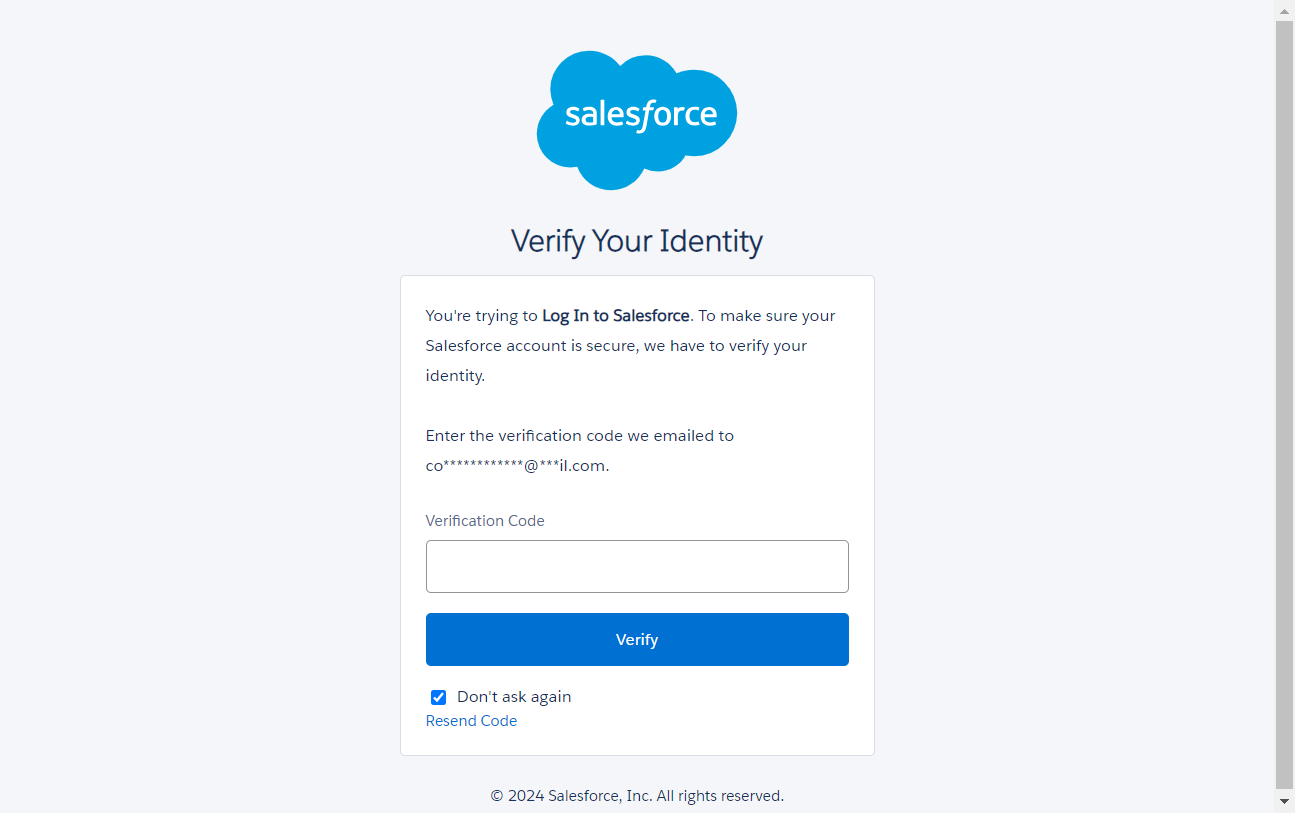 salesforce
Verify Your Identity
You're trying to Log In to Salesforce. To make sure your
Salesforce account is secure, we have to verify your
identity.
Enter the verification code we emailed to
co************@***il.com.
Verification Code
Verify
Don't ask again
Resend Code
© 2024 Salesforce, Inc. All rights reserved.